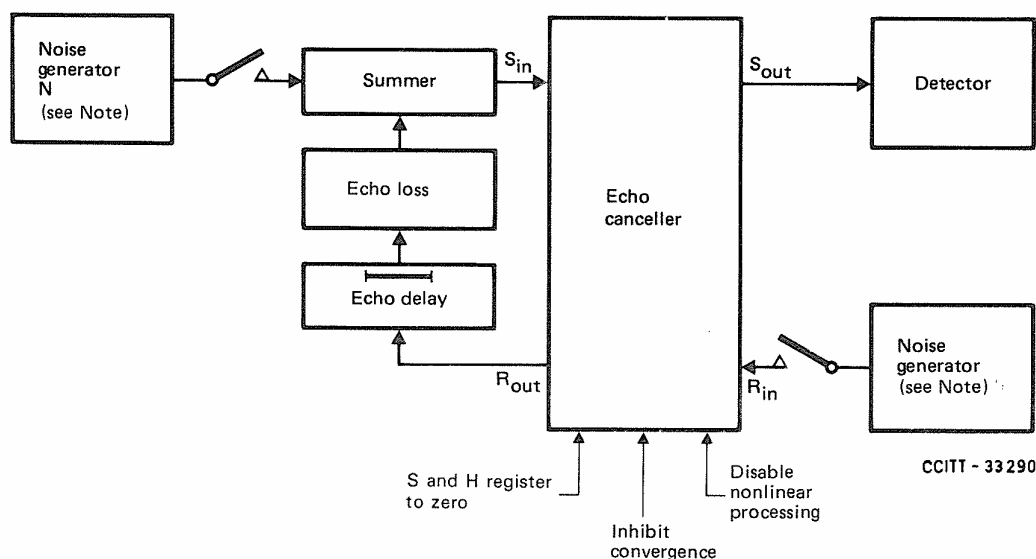 Noise
generator
N
(see Note)
Summer
S_in
S_out
Detector
Echo loss
Echo
canceller
Echo delay
R_out
R_in
Noise
generator
(see Note)
S and H register
to zero
Inhibit
convergence
Disable
nonlinear
processing
CCITT - 33290